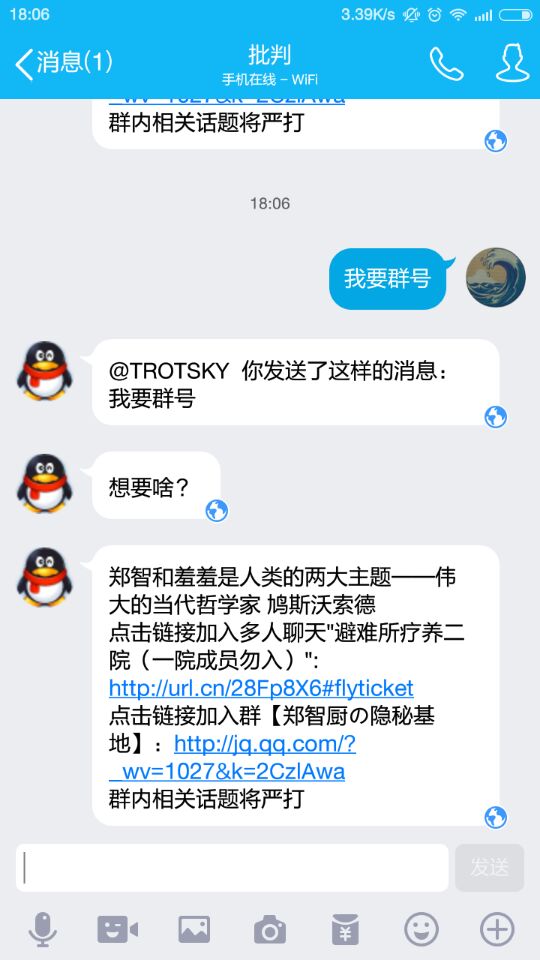 18:06
3.39K/s
消息(1)
批判
手机在线 – WiFi
_wv=1027&k=2CzlAwa
群内相关话题将严打
18:06
我要群号
@TROTSKY 你发送了这样的消息：
我要群号
想要啥？
郑智和羞羞是人类的两大主题——伟
大的当代哲学家 鸠斯沃索德
点击链接加入多人聊天"避难所疗养二
院（一院成员勿入）":
http://url.cn/28Fp8X6#flyticket
点击链接加入群【郑智厨の隐秘基
地】：http://jq.qq.com/?
_wv=1027&k=2CzlAwa
群内相关话题将严打
发送